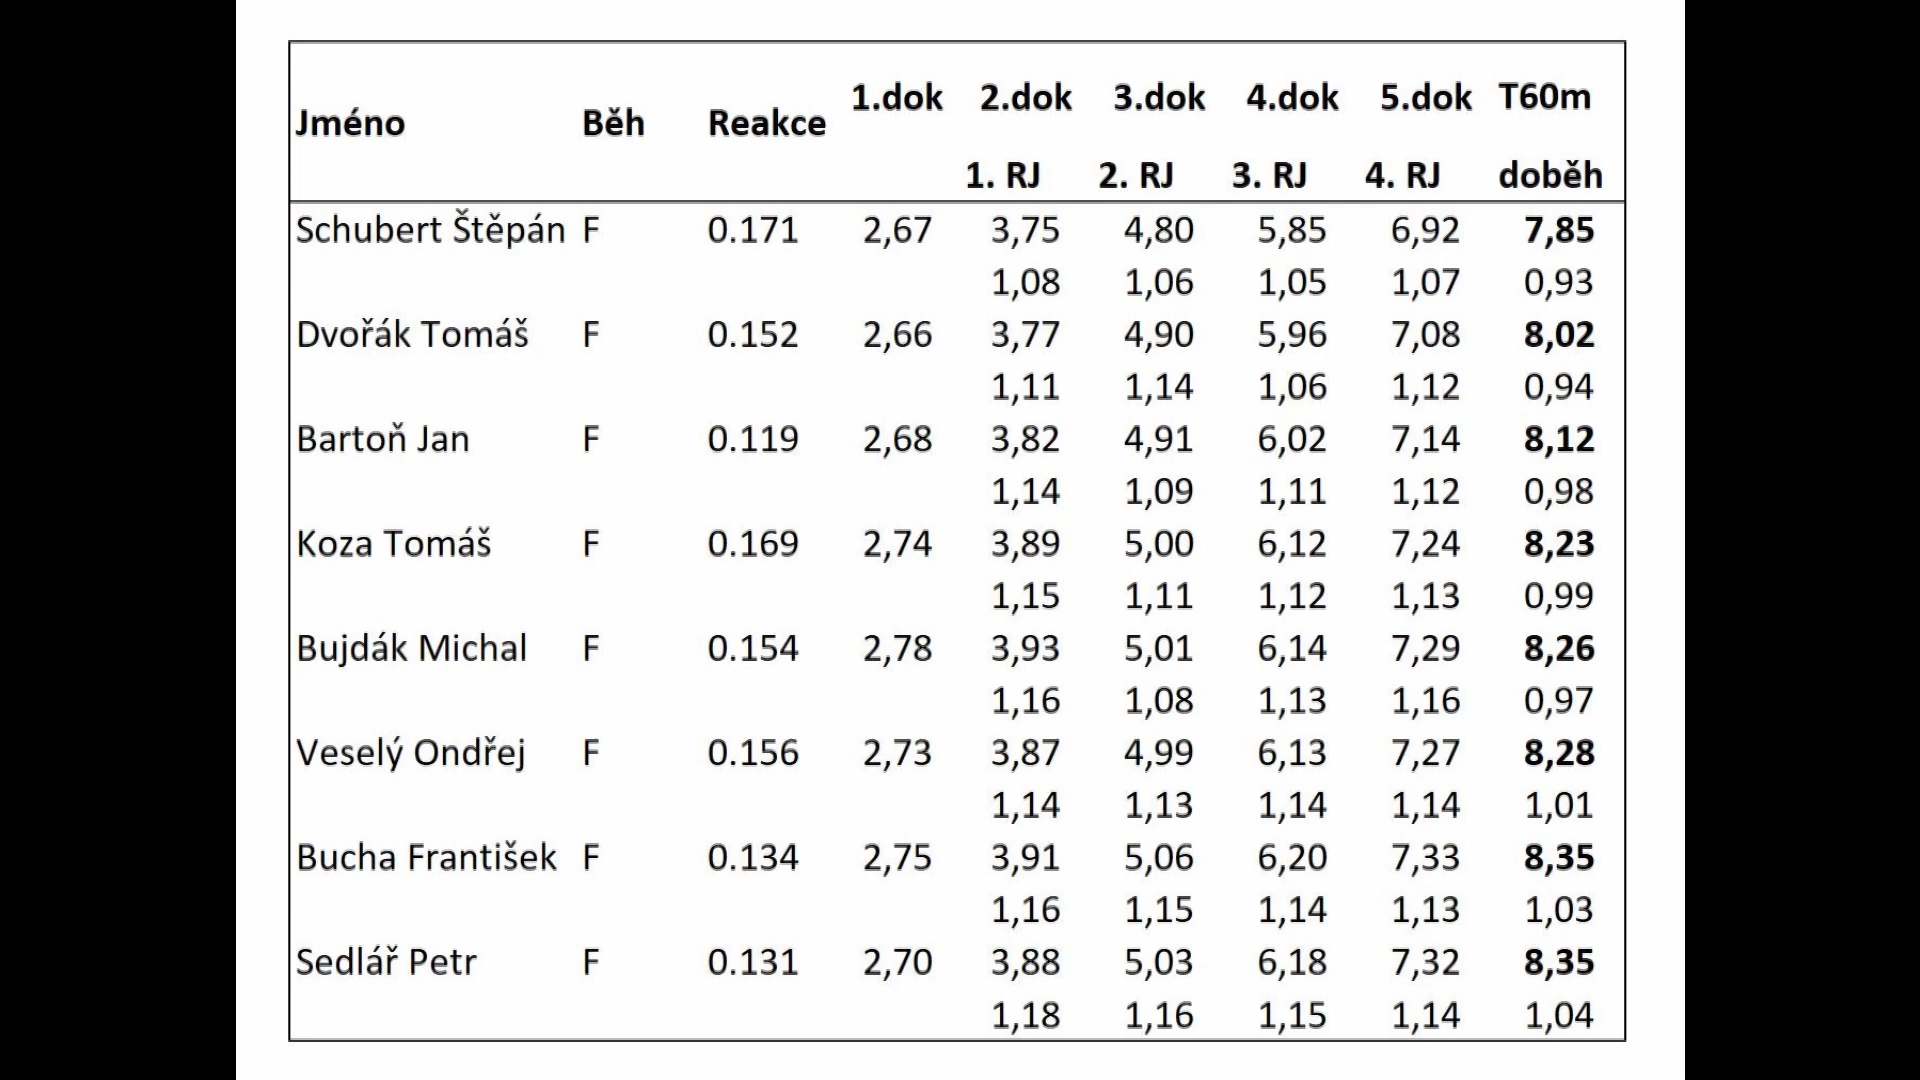 Jméno Běh Reakce 1.dok 2.dok 3.dok 4.dok 5.dok T60m
1. RJ 2. RJ 3. RJ 4. RJ doběh
Schubert Štěpán F 0.171 2,67 3,75 4,80 5,85 6,92 7,85
1,08 1,06 1,05 1,07 0,93
Dvořák Tomáš F 0.152 2,66 3,77 4,90 5,96 7,08 8,02
1,11 1,14 1,06 1,12 0,94
Bartoň Jan F 0.119 2,68 3,82 4,91 6,02 7,14 8,12
1,14 1,09 1,11 1,12 0,98
Koza Tomáš F 0.169 2,74 3,89 5,00 6,12 7,24 8,23
1,15 1,11 1,12 1,13 0,99
Bujdák Michal F 0.154 2,78 3,93 5,01 6,14 7,29 8,26
1,16 1,08 1,13 1,16 0,97
Veselý Ondřej F 0.156 2,73 3,87 4,99 6,13 7,27 8,28
1,14 1,13 1,14 1,14 1,01
Bucha František F 0.134 2,75 3,91 5,06 6,20 7,33 8,35
1,16 1,15 1,14 1,13 1,03
Sedlář Petr F 0.131 2,70 3,88 5,03 6,18 7,32 8,35
1,18 1,16 1,15 1,14 1,04